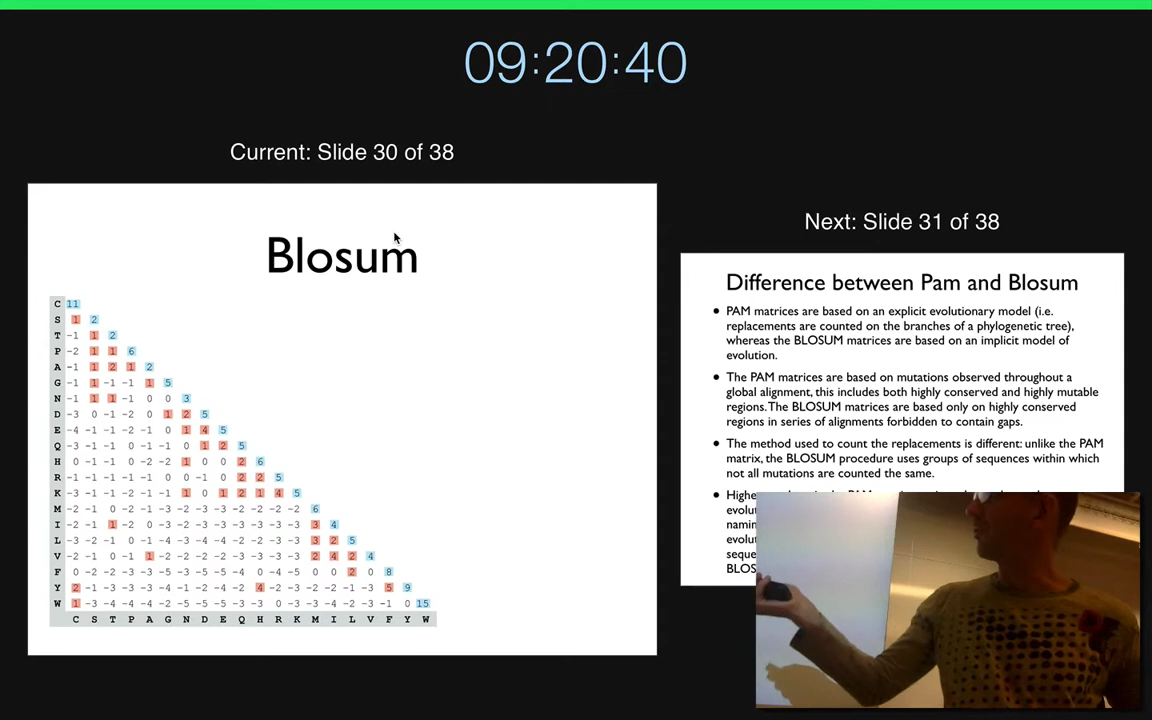 09:20:40
Current: Slide 30 of 38
Blosum
C 11
S 1 2
T -1 1 2
P -2 1 1 6
A -1 1 2 1 2
G -1 1 -1 -1 1 5
N -1 1 1 -1 0 0 3
D -3 0 -1 -2 0 1 2 5
E -4 -1 -1 -2 -1 0 1 4 5
Q -3 -1 -1 0 -1 -1 0 1 2 5
H 0 -1 -1 0 -2 -2 1 0 0 2 6
R -1 -1 -1 -1 -1 0 0 -1 0 2 2 5
K -3 -1 -1 -2 -1 -1 1 0 1 2 1 4 5
M -2 -1 0 -2 -1 -3 -2 -3 -3 -2 -2 -2 -2 6
I -2 -1 1 -2 0 -3 -2 -3 -3 -3 -3 -3 -3 3 4
L -3 -2 -1 0 -1 -4 -3 -4 -4 -2 -2 -3 -3 3 2 5
V -2 -1 0 -1 1 -2 -2 -2 -2 -3 -3 -3 -3 2 4 2 4
F 0 -2 -2 -3 -3 -5 -3 -5 -5 -4 0 -4 -5 0 0 2 0 8
Y 2 -1 -3 -3 -3 -4 -1 -2 -3 -2 4 -2 -3 -2 -2 -1 -3 5 9
W 1 -3 -4 -4 -4 -2 -5 -5 -5 -3 -3 0 -3 -3 -4 -2 -3 -1 0 15
C S T P A G N D E Q H R K M I L V F Y W
Next: Slide 31 of 38
Difference between Pam and Blosum
• PAM matrices are based on an explicit evolutionary model (i.e.
replacements are counted on the branches of a phylogenetic tree),
whereas the BLOSUM matrices are based on an implicit model of
evolution.
• The PAM matrices are based on mutations observed throughout a
global alignment, this includes both highly conserved and highly mutable
regions. The BLOSUM matrices are based only on highly conserved
regions in series of alignments forbidden to contain gaps.
• The method used to count the replacements is different: unlike the PAM
matrix, the BLOSUM procedure uses groups of sequences within which
not all mutations are counted the same.